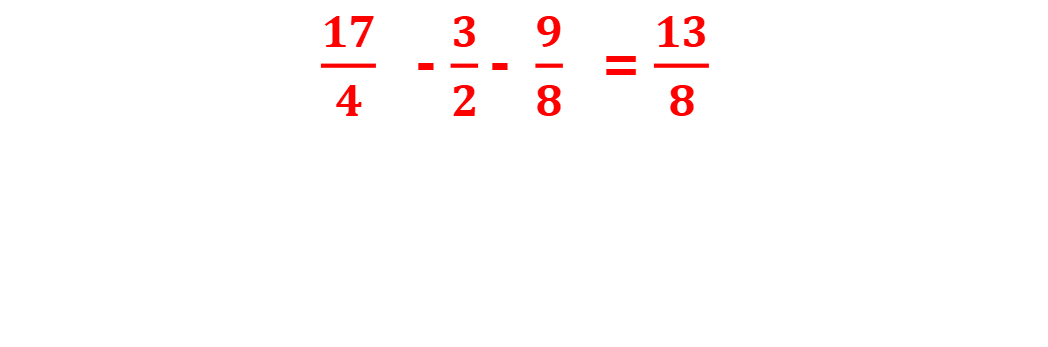 17/4 - 3/2 - 9/8 = 13/8